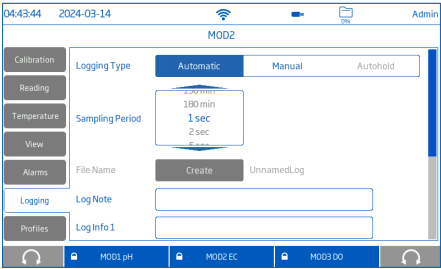 04:43:44 2024-03-14 0% Admin
MOD2
Calibration
Reading
Temperature
View
Alarms
Logging
Profiles
Logging Type Automatic Manual Autohold
180 min
Sampling Period 1 sec
2 sec
File Name Create UnnamedLog
Log Note
Log Info 1
MOD1 pH MOD2 EC MOD3 DO